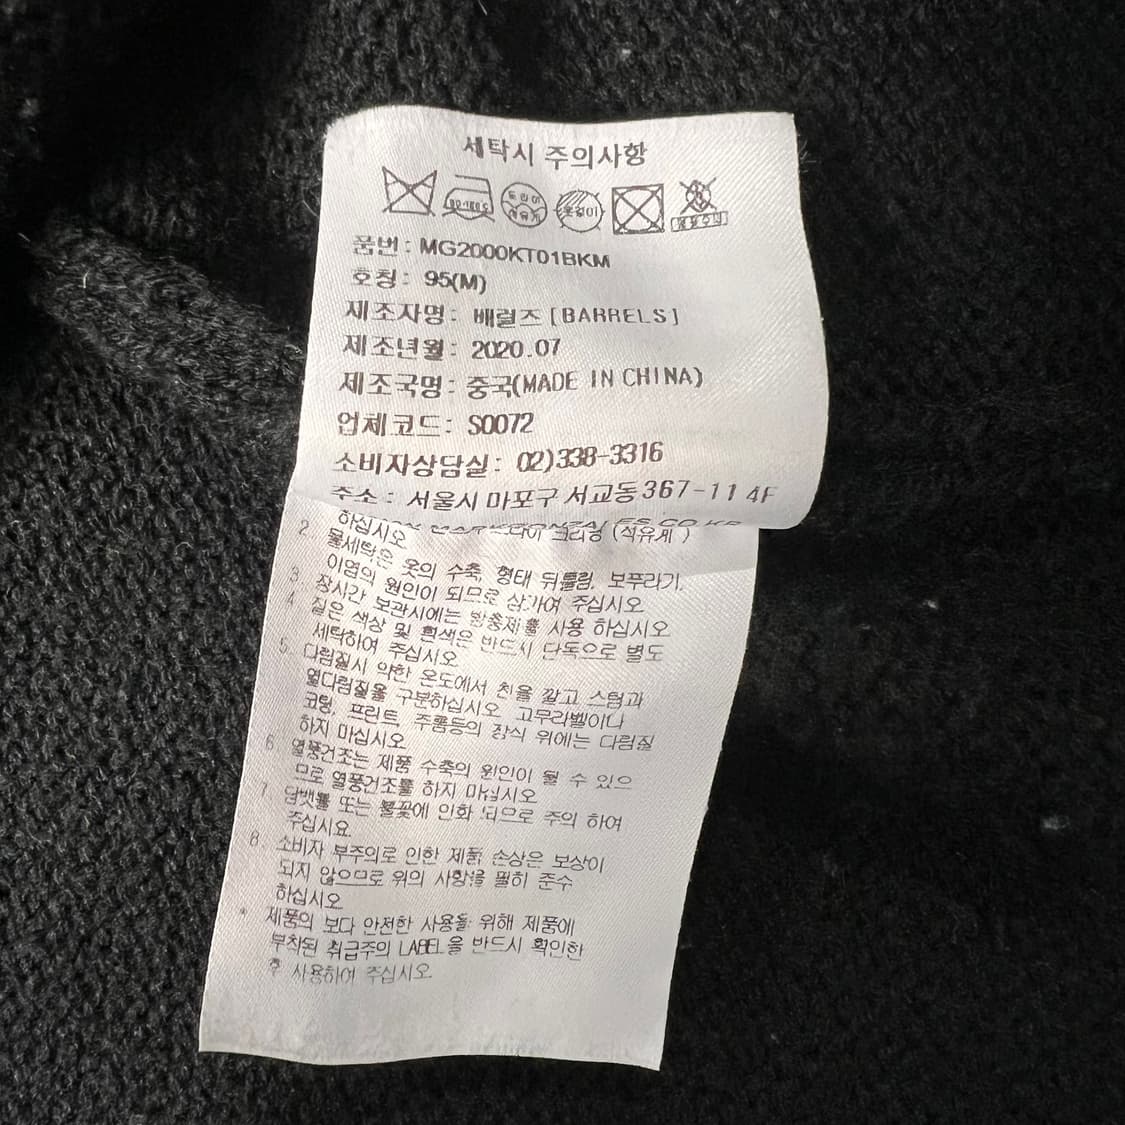 세탁시 주의사항
드라이
석유계
옷걸이
품번 : MG2000KT01BKM
호칭 : 95(M)
제조자명 : 배럴즈 [BARRELS]
제조년월 : 2020.07
제조국명 : 중국(MADE IN CHINA)
업체코드 : S0072
소비자상담실 : 02)338-3316
주소 : 서울시 마포구 서교동 367-11 4F
크리닝 (석유계)
하십시오
2. 물세탁은 옷의 수축, 형태 뒤틀림, 보푸라기,
이염의 원인이 되므로 삼가여 주십시오
3. 장시간 보관시에는 방충제를 사용 하십시오
4. 짙은 색상 및 흰색은 반드시 단독으로 별도
세탁하여 주십시오
5. 다림질시 약한 온도에서 천을 깔고 스팀과
열다림질을 구분하십시오 고무라벨이나
코팅, 프린트, 주름등의 장식 위에는 다림질
하지 마십시오
6. 열풍건조는 제품 수축의 원인이 될 수 있으
므로 열풍건조를 하지 마십시오
7. 담뱃불 또는 불꽃에 인화 되므로 주의 하여
주십시요.
8. 소비자 부주의로 인한 제품 손상은 보상이
되지 않으므로 위의 사항을 필히 준수
하십시오
* 제품의 보다 안전한 사용을 위해 제품에
부착된 취급주의 LABEL을 반드시 확인한
후 사용하여 주십시오